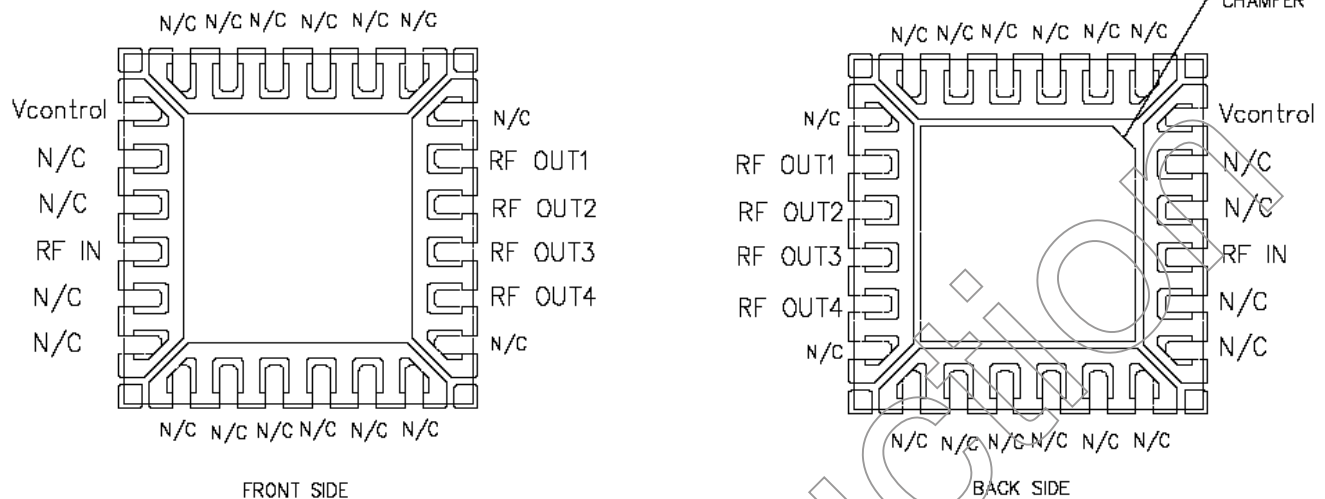 CHAMFER
N/C N/C N/C N/C N/C N/C
Vcontrol
N/C
N/C
RF IN
N/C
N/C
N/C
RF OUT1
RF OUT2
RF OUT3
RF OUT4
N/C
N/C N/C N/C N/C N/C N/C
FRONT SIDE
N/C N/C N/C N/C N/C N/C
N/C
RF OUT1
RF OUT2
RF OUT3
RF OUT4
N/C
Vcontrol
N/C
N/C
RF IN
N/C
N/C
N/C N/C N/C N/C N/C N/C
BACK SIDE